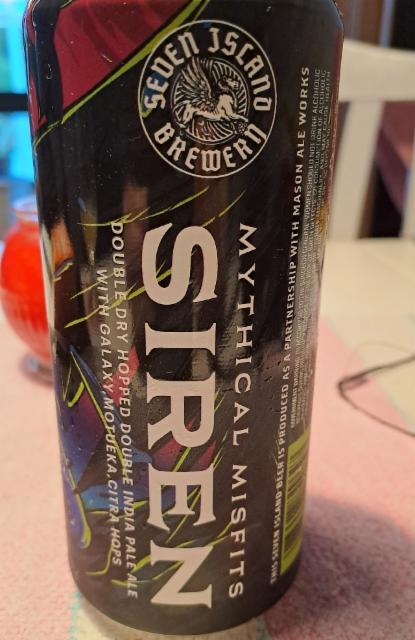 SEVEN ISLAND
BREWERY
MYTHICAL MISFITS
SIREN
DOUBLE DRY HOPPED DOUBLE INDIA PALE ALE
WITH GALAXY, MOTUEKA, CITRA HOPS
THIS SEVEN ISLAND BEER IS PRODUCED AS A PARTNERSHIP WITH MASON ALE WORKS